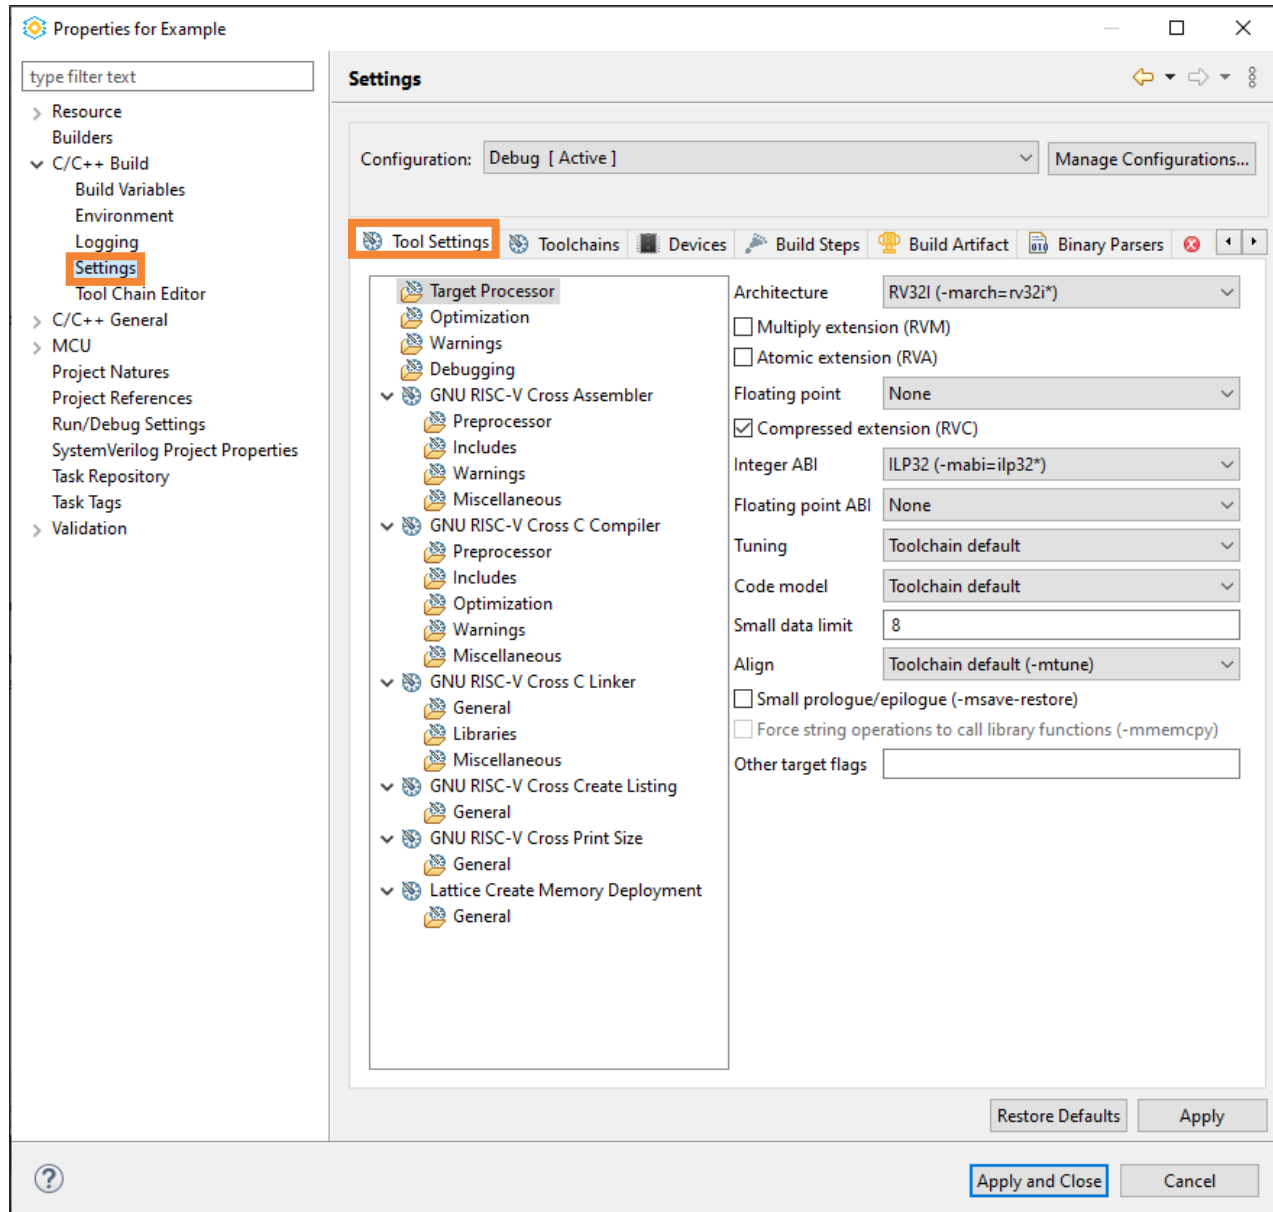 Properties for Example
type filter text
Resource
Builders
C/C++ Build
Build Variables
Environment
Logging
Settings
Tool Chain Editor
C/C++ General
MCU
Project Natures
Project References
Run/Debug Settings
SystemVerilog Project Properties
Task Repository
Task Tags
Validation
Settings
Configuration: Debug [ Active ] Manage Configurations...
Tool Settings Toolchains Devices Build Steps Build Artifact Binary Parsers
Target Processor
Optimization
Warnings
Debugging
GNU RISC-V Cross Assembler
Preprocessor
Includes
Warnings
Miscellaneous
GNU RISC-V Cross C Compiler
Preprocessor
Includes
Optimization
Warnings
Miscellaneous
GNU RISC-V Cross C Linker
General
Libraries
Miscellaneous
GNU RISC-V Cross Create Listing
General
GNU RISC-V Cross Print Size
General
Lattice Create Memory Deployment
General
Architecture RV32I (-march=rv32i*)
Multiply extension (RVM)
Atomic extension (RVA)
Floating point None
Compressed extension (RVC)
Integer ABI ILP32 (-mabi=ilp32*)
Floating point ABI None
Tuning Toolchain default
Code model Toolchain default
Small data limit 8
Align Toolchain default (-mtune)
Small prologue/epilogue (-msave-restore)
Force string operations to call library functions (-mmemcpy)
Other target flags
Restore Defaults Apply
Apply and Close Cancel